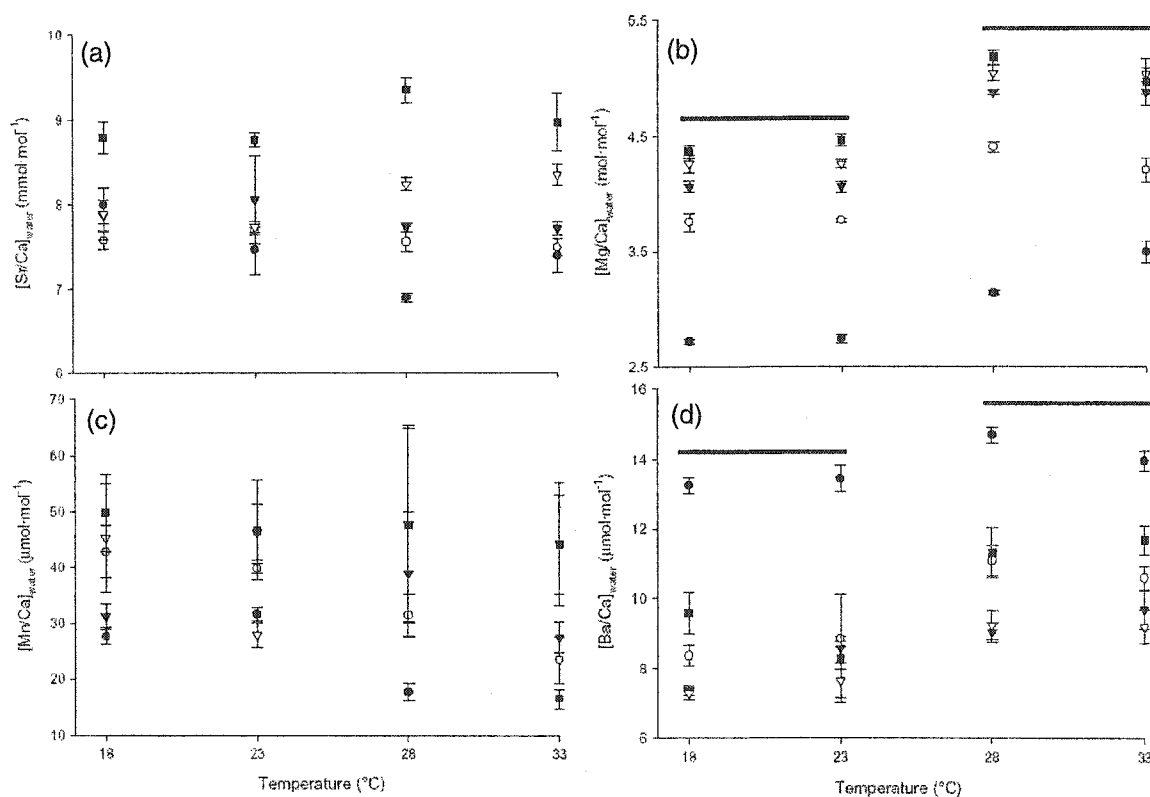 (a)
[Sr/Ca]water (mmol·mol-1)
10
9
8
7
6
(b)
[Mg/Ca]water (mol·mol-1)
5.5
4.5
3.5
2.5
(c)
[Mn/Ca]water (µmol·mol-1)
70
60
50
40
30
20
10
18 23 28 33
Temperature (°C)
(d)
[Ba/Ca]water (µmol·mol-1)
16
14
12
10
8
6
18 23 28 33
Temperature (°C)